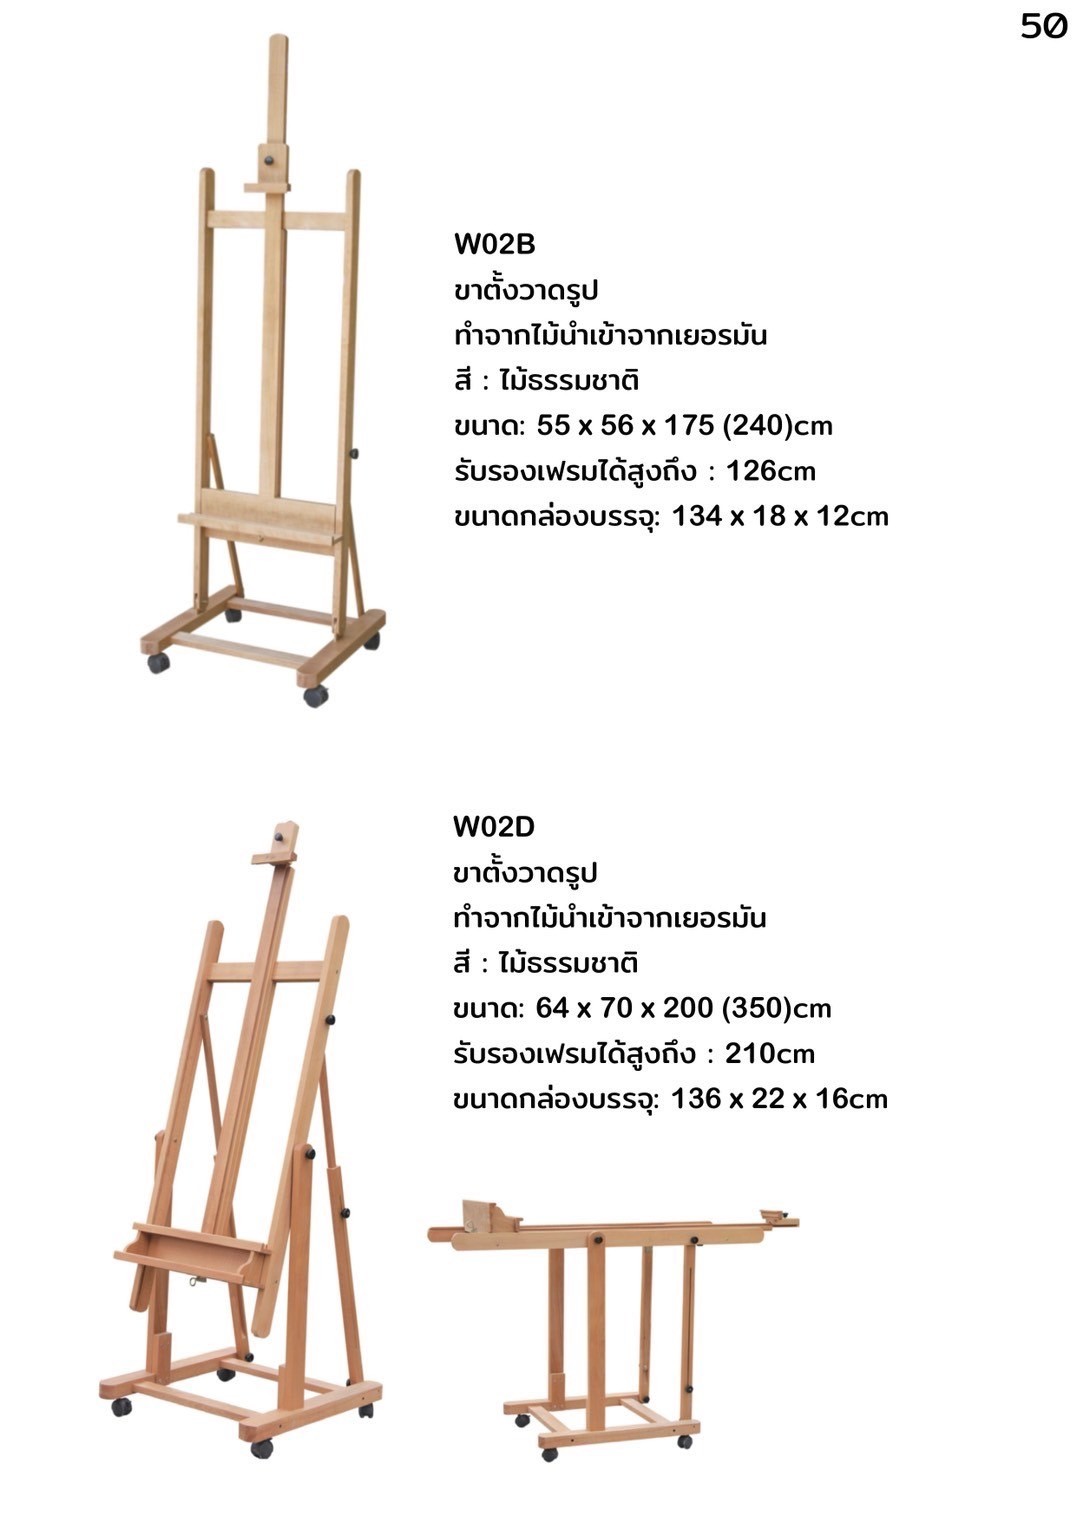 50
W02B
ขาตั้งวาดรูป
ทำจากไม้นำเข้าจากเยอรมัน
สี : ไม้ธรรมชาติ
ขนาด: 55 x 56 x 175 (240)cm
รับรองเฟรมได้สูงถึง : 126cm
ขนาดกล่องบรรจุ: 134 x 18 x 12cm
W02D
ขาตั้งวาดรูป
ทำจากไม้นำเข้าจากเยอรมัน
สี : ไม้ธรรมชาติ
ขนาด: 64 x 70 x 200 (350)cm
รับรองเฟรมได้สูงถึง : 210cm
ขนาดกล่องบรรจุ: 136 x 22 x 16cm